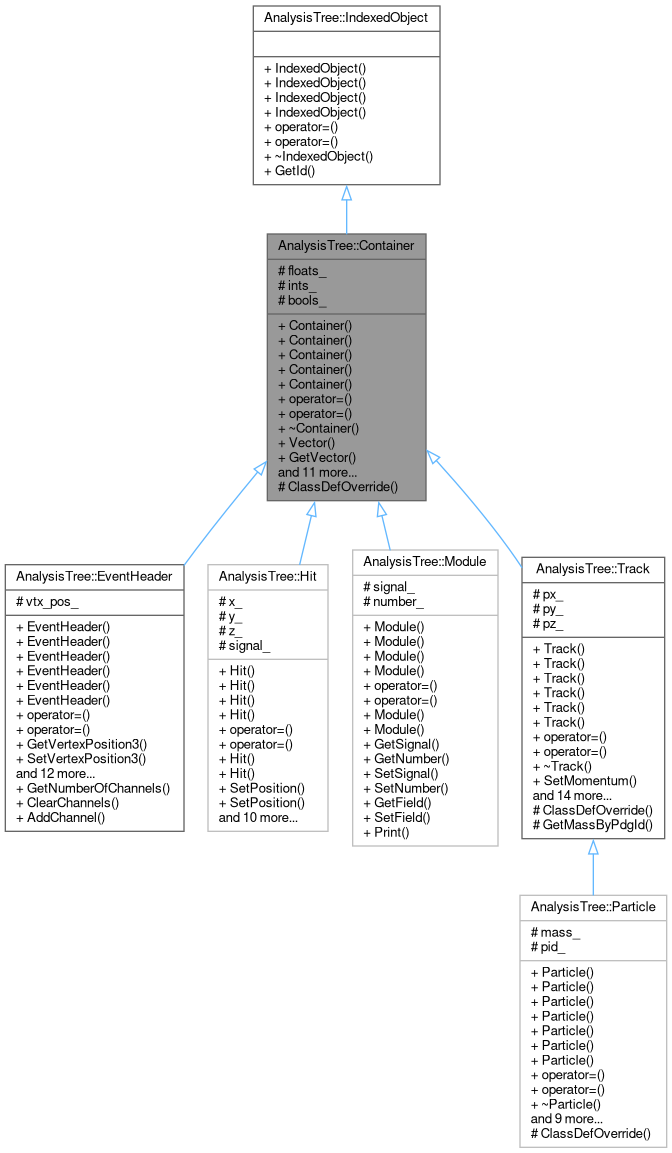 AnalysisTree::IndexedObject
+ IndexedObject()
+ IndexedObject()
+ IndexedObject()
+ IndexedObject()
+ operator=()
+ operator=()
+ ~IndexedObject()
+ GetId()
AnalysisTree::Container
# floats_
# ints_
# bools_
+ Container()
+ Container()
+ Container()
+ Container()
+ Container()
+ operator=()
+ operator=()
+ ~Container()
+ Vector()
+ GetVector()
and 11 more...
# ClassDefOverride()
AnalysisTree::EventHeader
# vtx_pos_
+ EventHeader()
+ EventHeader()
+ EventHeader()
+ EventHeader()
+ EventHeader()
+ EventHeader()
+ operator=()
+ operator=()
+ GetVertexPosition3()
+ SetVertexPosition3()
and 12 more...
+ GetNumberOfChannels()
+ ClearChannels()
+ AddChannel()
AnalysisTree::Hit
# x_
# y_
# z_
# signal_
+ Hit()
+ Hit()
+ Hit()
+ Hit()
+ operator=()
+ operator=()
+ Hit()
+ Hit()
+ SetPosition()
+ SetPosition()
and 10 more...
AnalysisTree::Module
# signal_
# number_
+ Module()
+ Module()
+ Module()
+ Module()
+ operator=()
+ operator=()
+ Module()
+ Module()
+ GetSignal()
+ GetNumber()
+ SetSignal()
+ SetNumber()
+ GetField()
+ SetField()
+ Print()
AnalysisTree::Track
# px_
# py_
# pz_
+ Track()
+ Track()
+ Track()
+ Track()
+ Track()
+ Track()
+ operator=()
+ operator=()
+ ~Track()
+ SetMomentum()
and 14 more...
# ClassDefOverride()
# GetMassByPdgId()
AnalysisTree::Particle
# mass_
# pid_
+ Particle()
+ Particle()
+ Particle()
+ Particle()
+ Particle()
+ Particle()
+ Particle()
+ operator=()
+ operator=()
+ ~Particle()
and 9 more...
# ClassDefOverride()